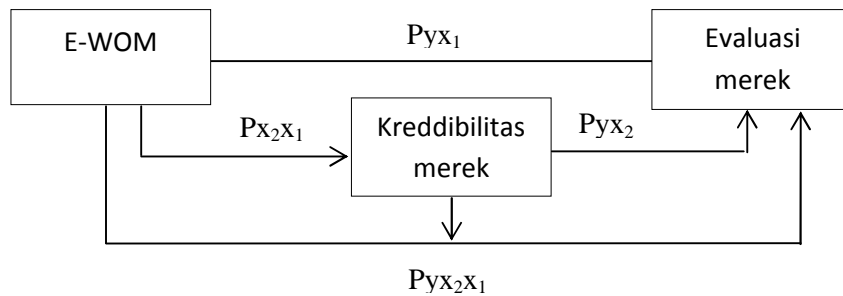 E-WOM
Pyx₁
Evaluasi
merek
Px₂x₁
Kreddibilitas
merek
Pyx₂
Pyx₂x₁